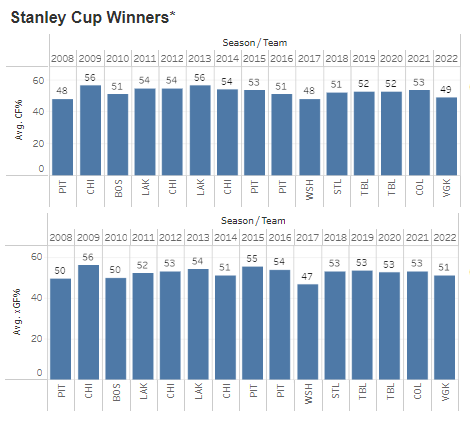 Stanley Cup Winners*
Season / Team
2008 2009 2010 2011 2012 2013 2014 2015 2016 2017 2018 2019 2020 2021 2022
Avg. CF%
60
40
20
0
48 56 51 54 54 56 54 53 51 48 51 52 52 53 49
PIT CHI BOS LAK CHI LAK CHI PIT PIT WSH STL TBL TBL COL VGK
Season / Team
2008 2009 2010 2011 2012 2013 2014 2015 2016 2017 2018 2019 2020 2021 2022
Avg. xGF%
60
40
20
0
50 56 50 52 53 54 51 55 54 47 53 53 53 53 51
PIT CHI BOS LAK CHI LAK CHI PIT PIT WSH STL TBL TBL COL VGK